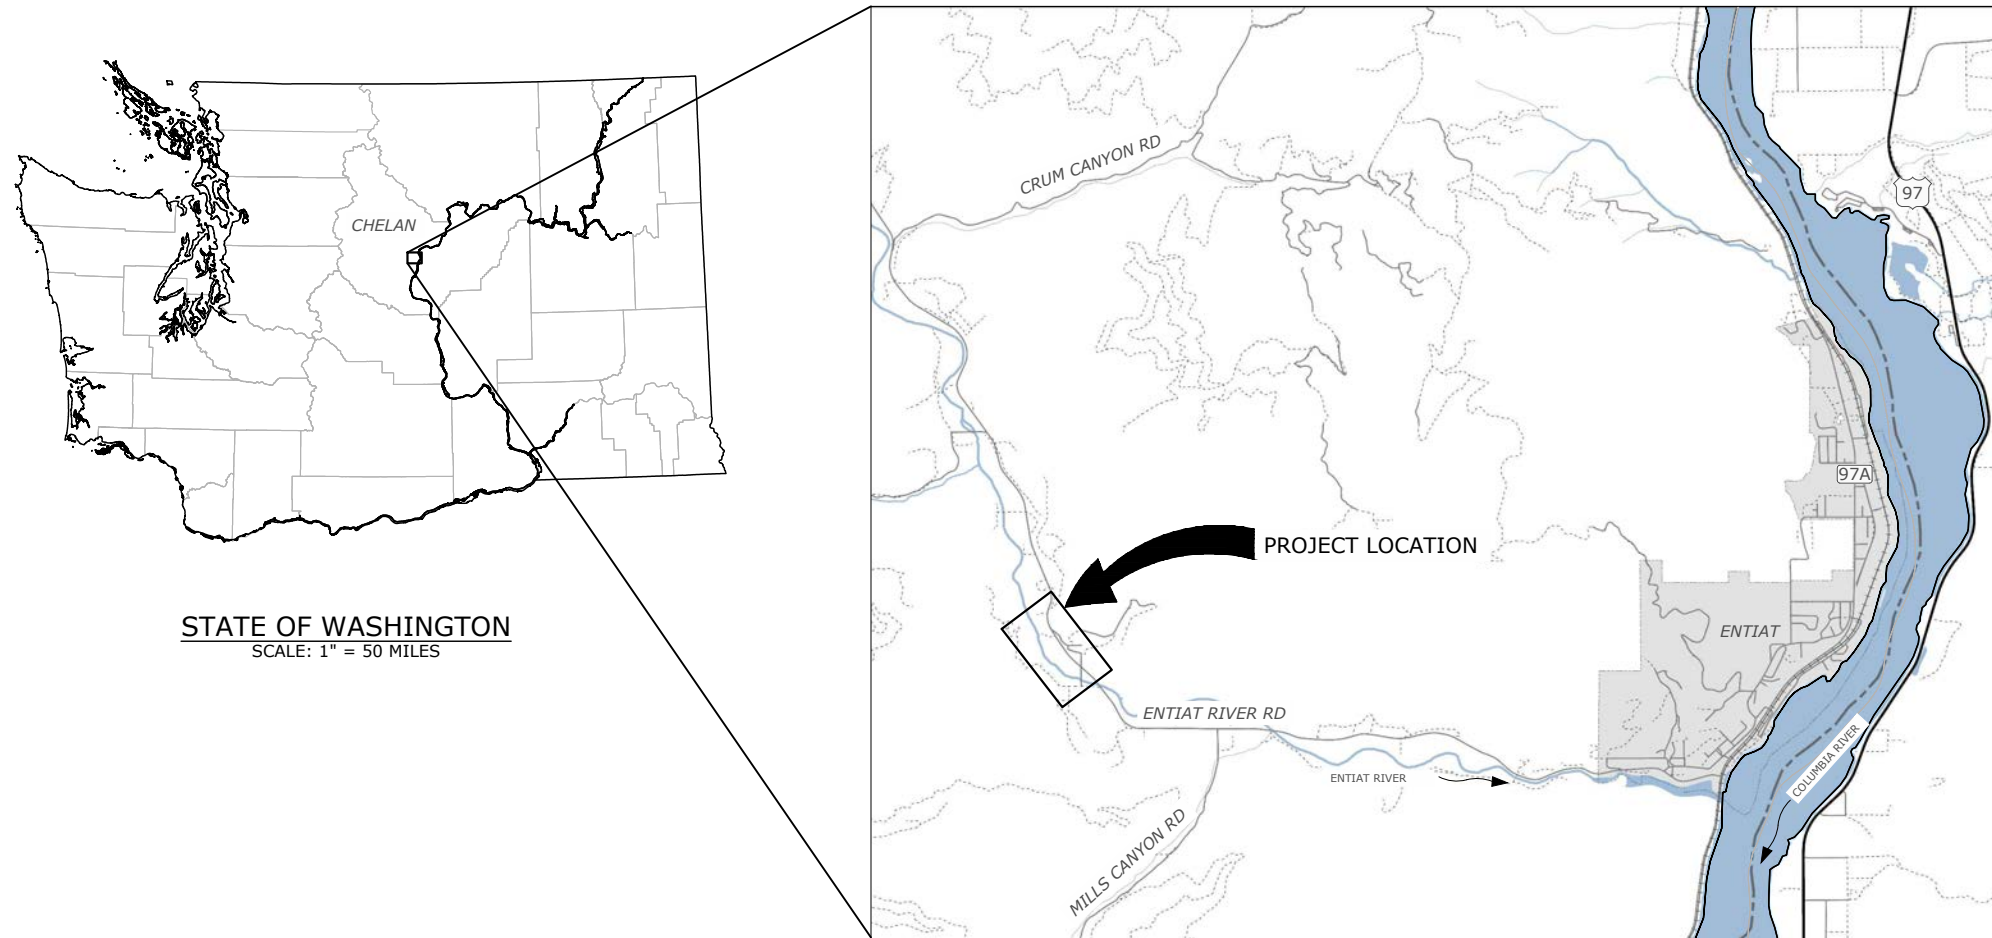 CHELAN
STATE OF WASHINGTON
SCALE: 1" = 50 MILES
CRUM CANYON RD
97
97A
PROJECT LOCATION
ENTIAT
ENTIAT RIVER RD
ENTIAT RIVER
COLUMBIA RIVER
MILLS CANYON RD